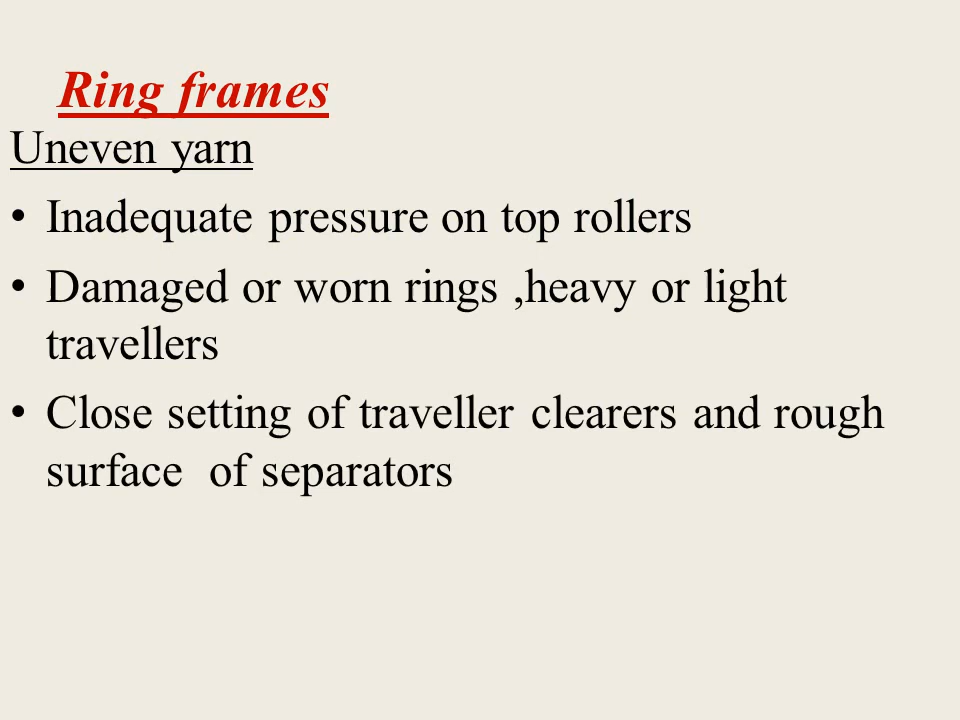 Ring frames
Uneven yarn
• Inadequate pressure on top rollers
• Damaged or worn rings ,heavy or light
travellers
• Close setting of traveller clearers and rough
surface  of separators